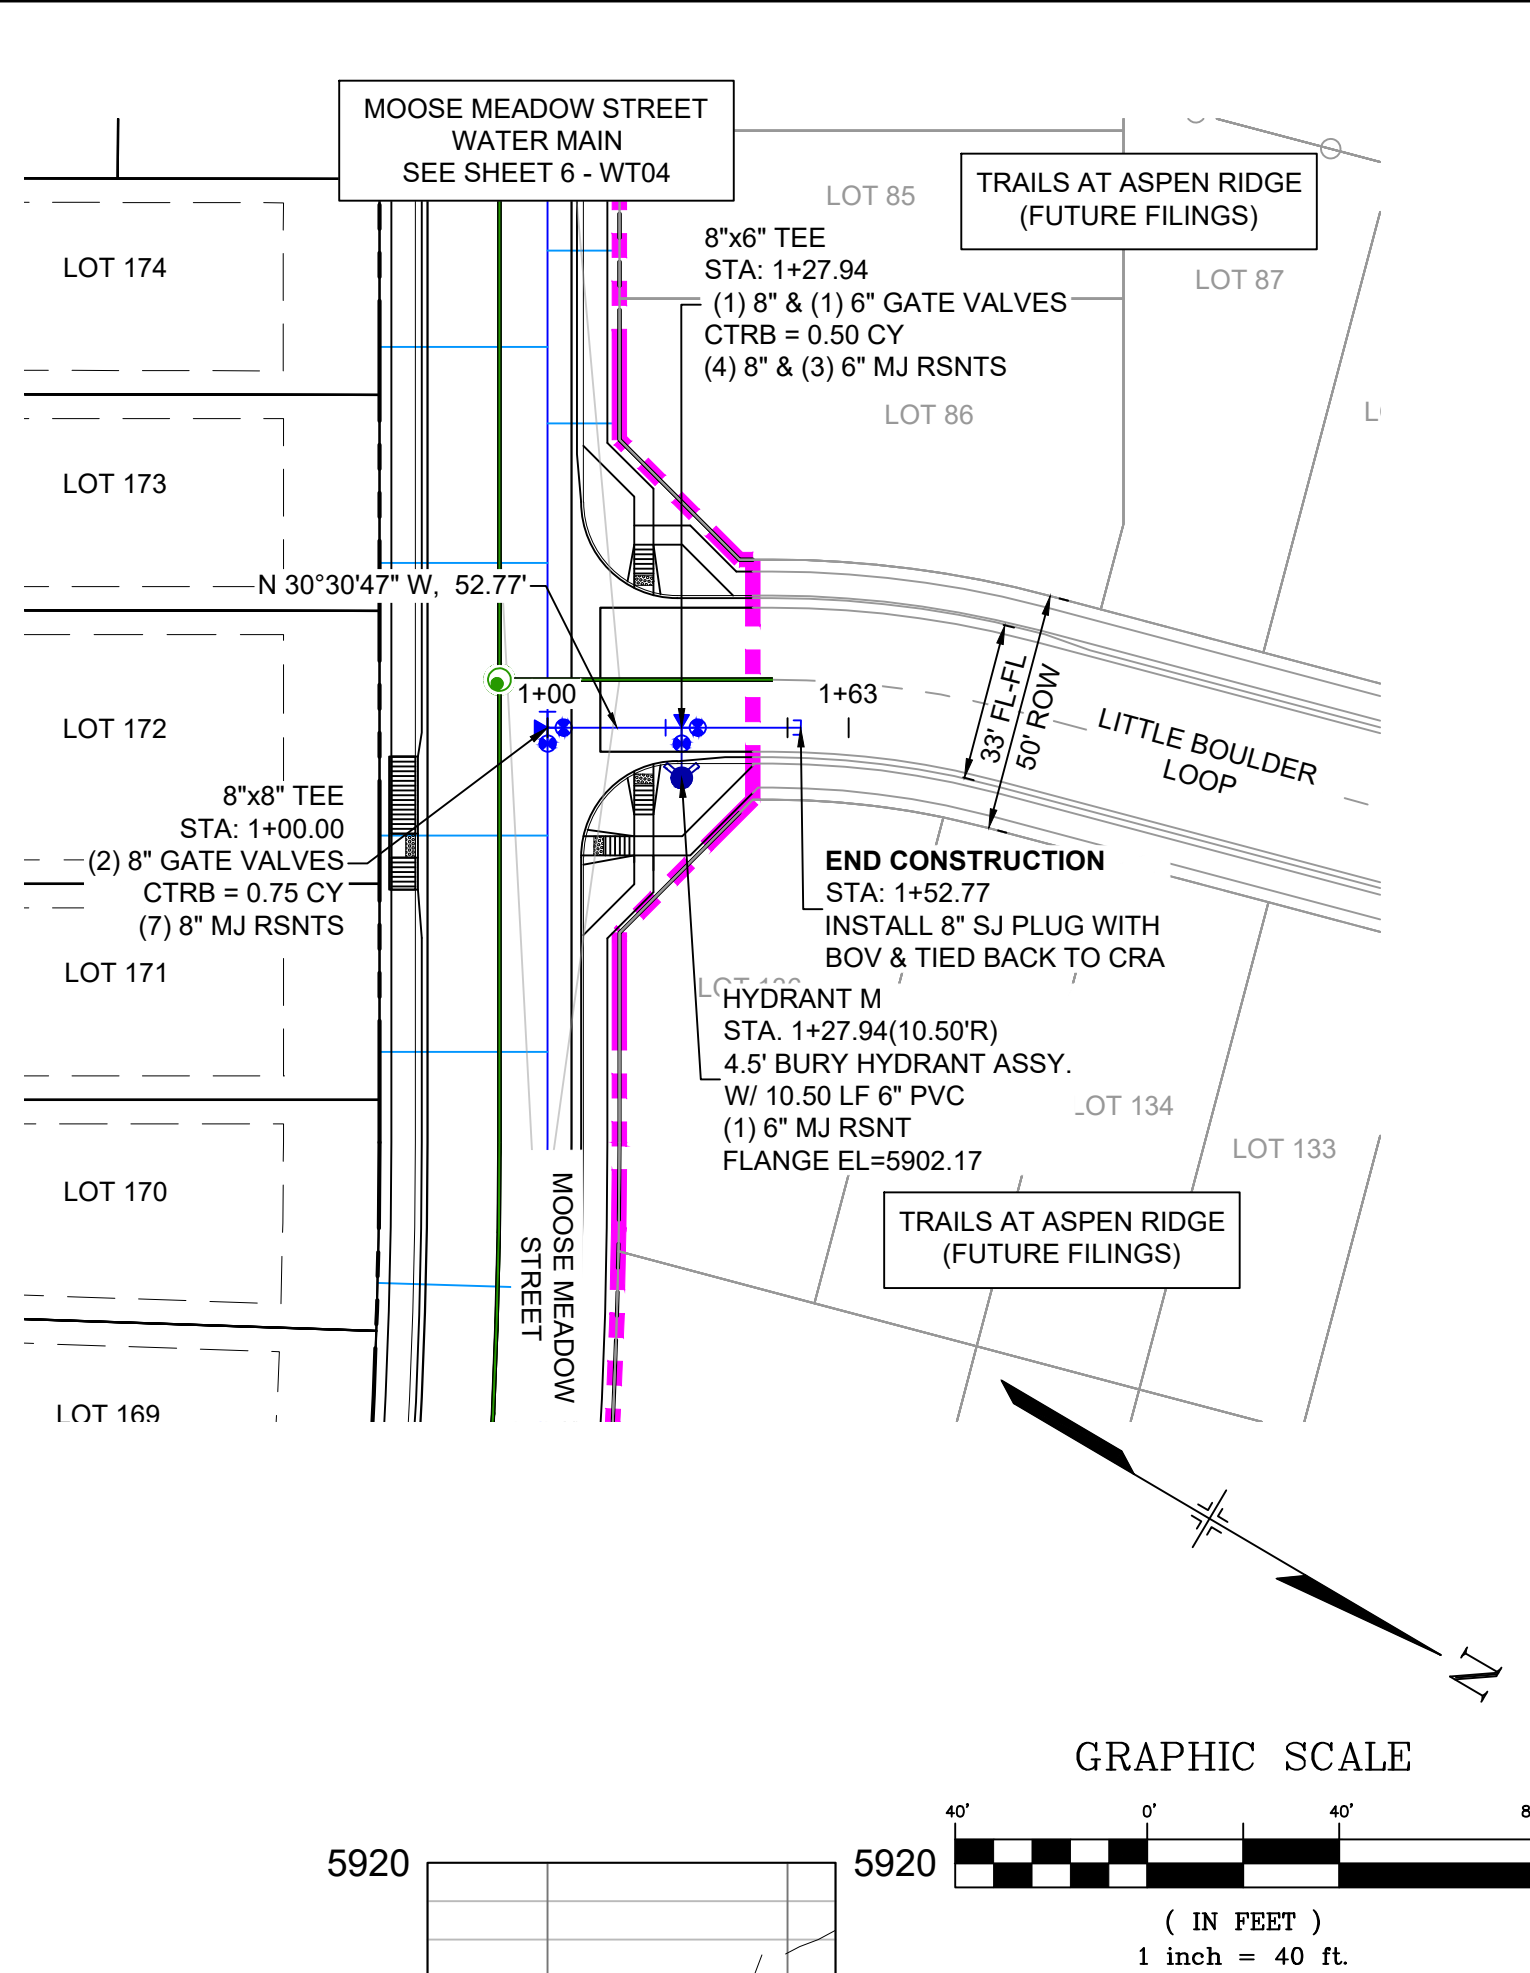 MOOSE MEADOW STREET
WATER MAIN
SEE SHEET 6 - WT04
TRAILS AT ASPEN RIDGE
(FUTURE FILINGS)
LOT 85
LOT 87
LOT 86
8"x6" TEE
STA: 1+27.94
(1) 8" & (1) 6" GATE VALVES
CTRB = 0.50 CY
(4) 8" & (3) 6" MJ RSNTS
LOT 174
LOT 173
N 30°30'47" W, 52.77'
1+00
1+63
33' FL-FL
50' ROW
LITTLE BOULDER
LOOP
LOT 172
8"x8" TEE
STA: 1+00.00
(2) 8" GATE VALVES
CTRB = 0.75 CY
(7) 8" MJ RSNTS
END CONSTRUCTION
STA: 1+52.77
INSTALL 8" SJ PLUG WITH
BOV & TIED BACK TO CRA
LOT 171
HYDRANT M
STA. 1+27.94(10.50'R)
4.5' BURY HYDRANT ASSY.
W/ 10.50 LF 6" PVC
(1) 6" MJ RSNT
FLANGE EL=5902.17
LOT 134
LOT 133
LOT 170
MOOSE MEADOW
STREET
TRAILS AT ASPEN RIDGE
(FUTURE FILINGS)
LOT 169
N
GRAPHIC SCALE
40' 0' 40'
5920 5920
( IN FEET )
1 inch = 40 ft.